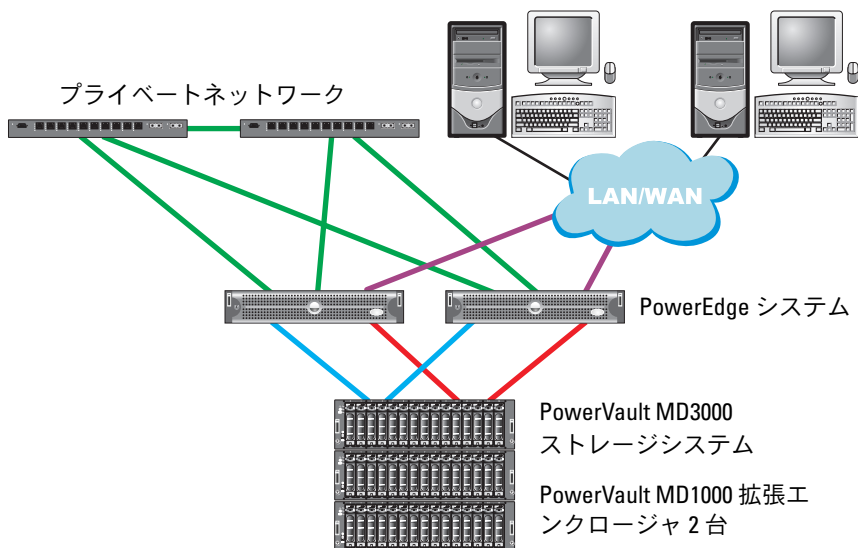 プライベートネットワーク
LAN/WAN
PowerEdge システム
PowerVault MD3000
ストレージシステム
PowerVault MD1000 拡張エ
ンクロージャ 2 台